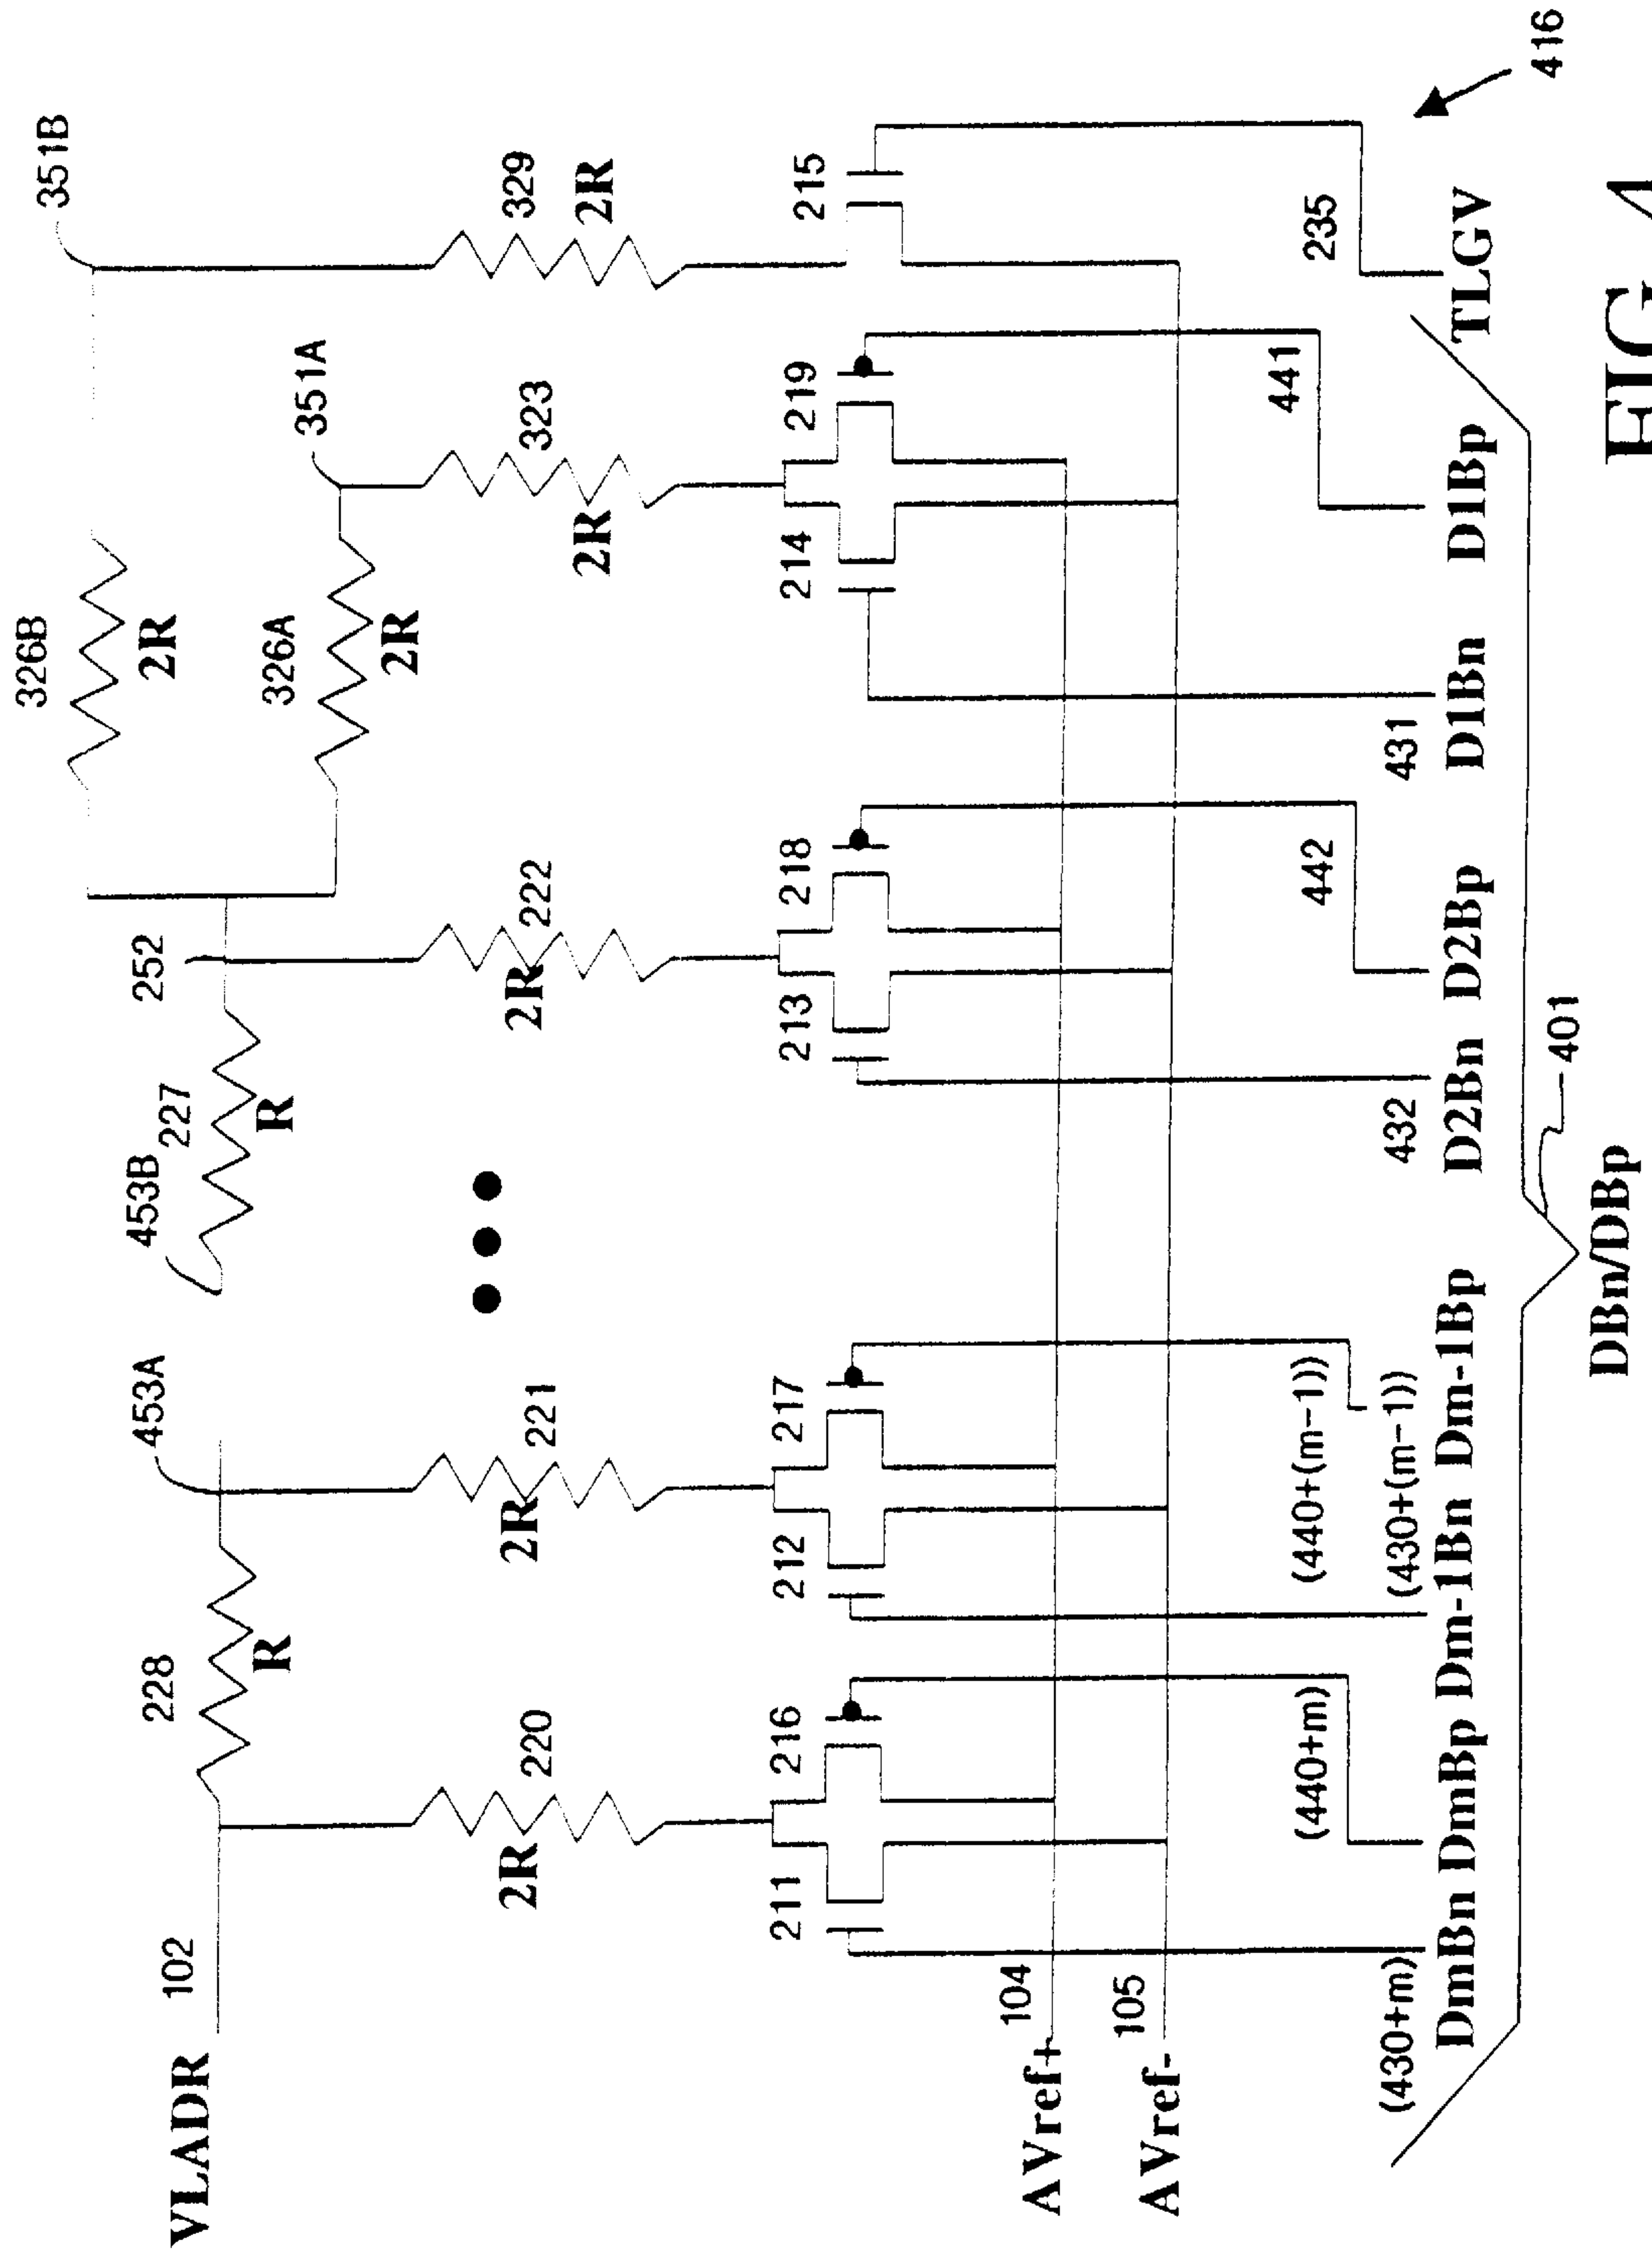 351B
326B
2R
329
2R
351A
326A
2R
323
2R
252
453B
227
R
222
2R
453A
228
R
221
2R
220
2R
VLADR
102
215
219
214
218
213
217
212
216
211
104
AVref+
105
AVref-
235
441
431
442
432
(440+(m-1))
(430+(m-1))
(440+m)
(430+m)
DmBn DmBp Dm-1Bn Dm-1Bp D2Bn D2Bp D1Bn D1Bp TLGV
401
DBn/DBp
416